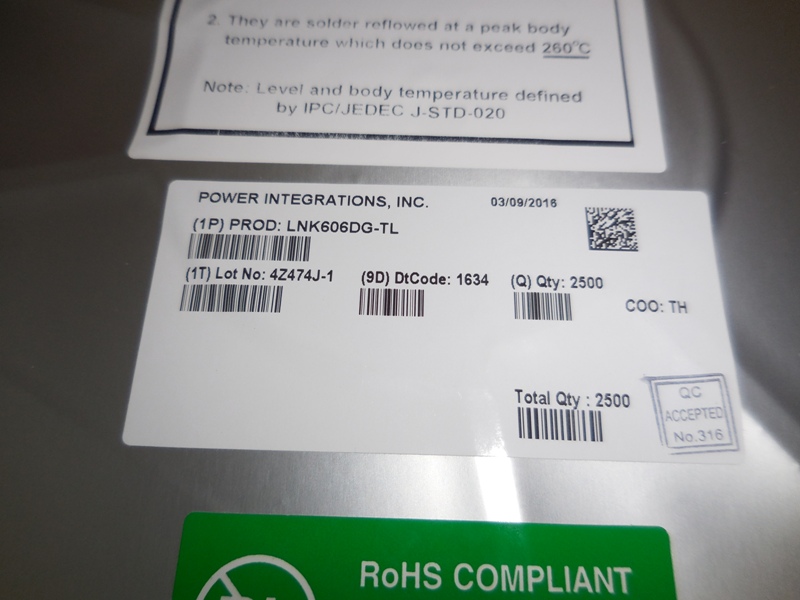 2. They are solder reflowed at a peak body
temperature which does not exceed 260°C
Note: Level and body temperature defined
by IPC/JEDEC J-STD-020
POWER INTEGRATIONS, INC. 03/09/2016
(1P) PROD: LNK606DG-TL
(1T) Lot No: 4Z474J-1 (9D) DtCode: 1634 (Q) Qty: 2500
COO: TH
Total Qty : 2500
QC
ACCEPTED
No.316
RoHS COMPLIANT